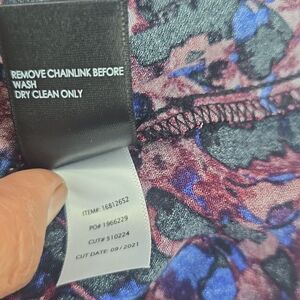 REMOVE CHAINLINK BEFORE
WASH
DRY CLEAN ONLY
ITEM#: 16812652
PO# 1966229
CUT# 510224
CUT DATE: 09 / 2021